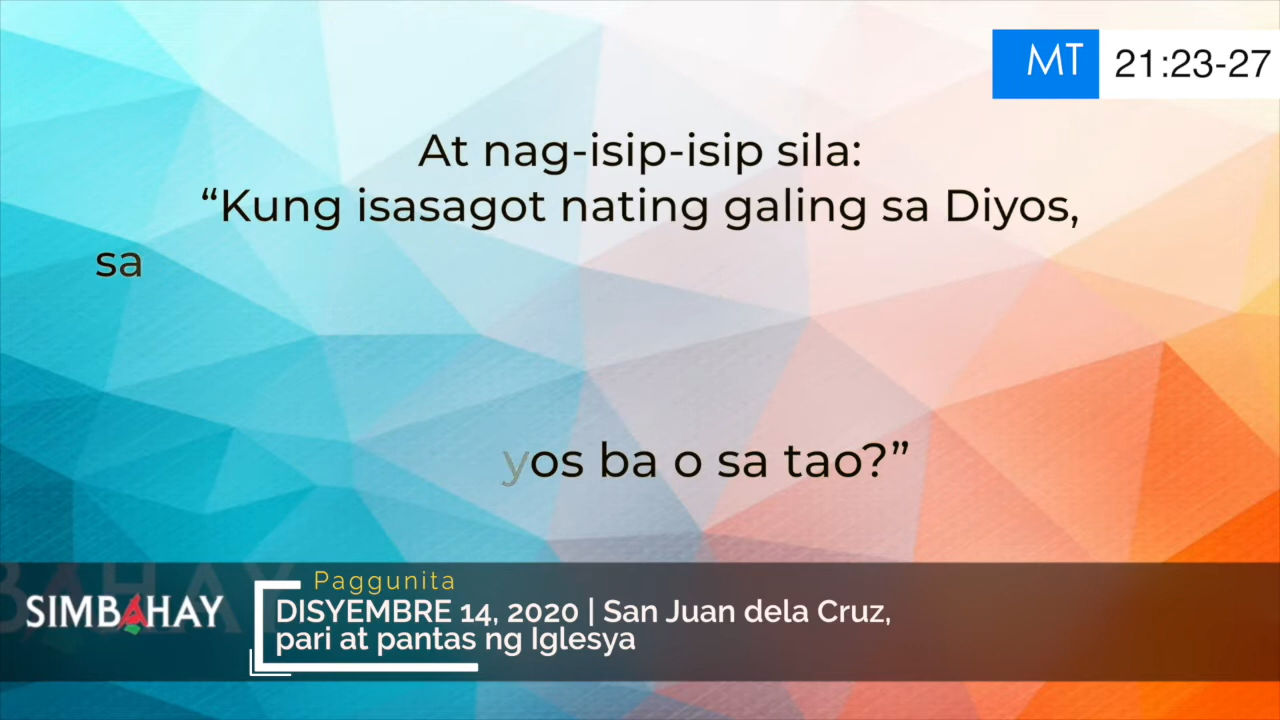 MT 21:23-27
At nag-isip-isip sila:
“Kung isasagot nating galing sa Diyos,
sa
yos ba o sa tao?”
Paggunita
SIMBAHAY
DISYEMBRE 14, 2020 | San Juan dela Cruz,
pari at pantas ng Iglesya